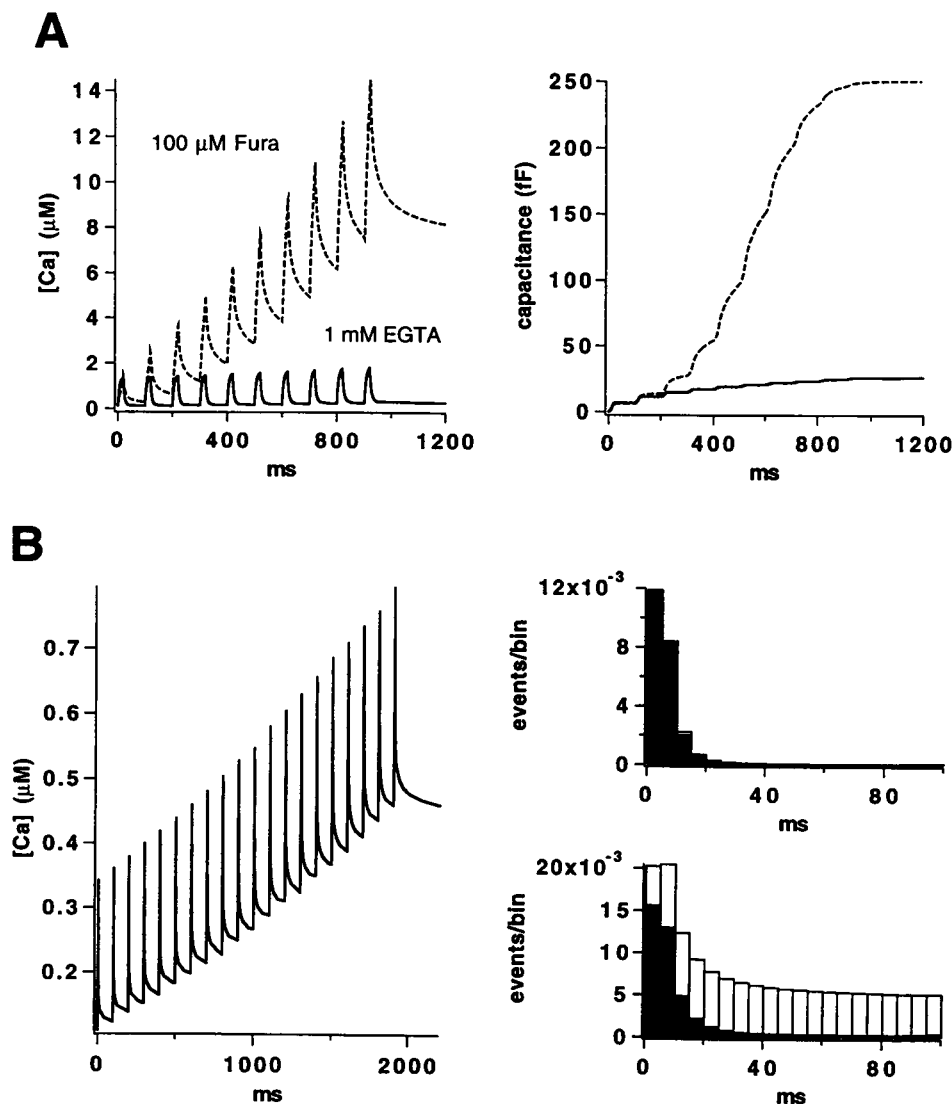 A
[Ca] (μM)
14
12
10
8
6
4
2
0
100 μM Fura
1 mM EGTA
0
400
800
1200
ms
capacitance (fF)
250
200
150
100
50
0
0
400
800
1200
ms
B
[Ca] (μM)
0.7
0.6
0.5
0.4
0.3
0.2
0
1000
2000
ms
events/bin
12x10-3
8
4
0
0
40
80
ms
events/bin
20x10-3
15
10
5
0
0
40
80
ms